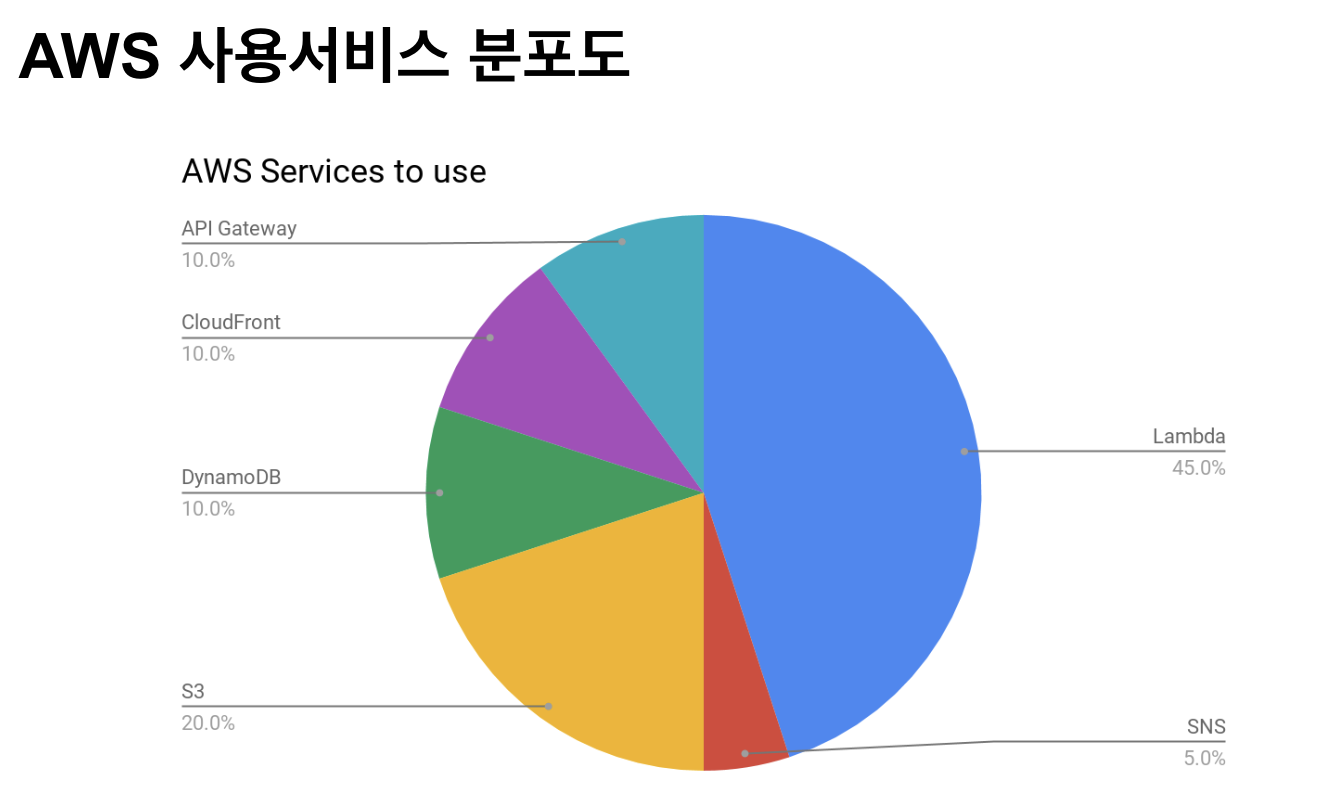 AWS 사용서비스 분포도
AWS Services to use
API Gateway
10.0%
CloudFront
10.0%
DynamoDB
10.0%
S3
20.0%
Lambda
45.0%
SNS
5.0%